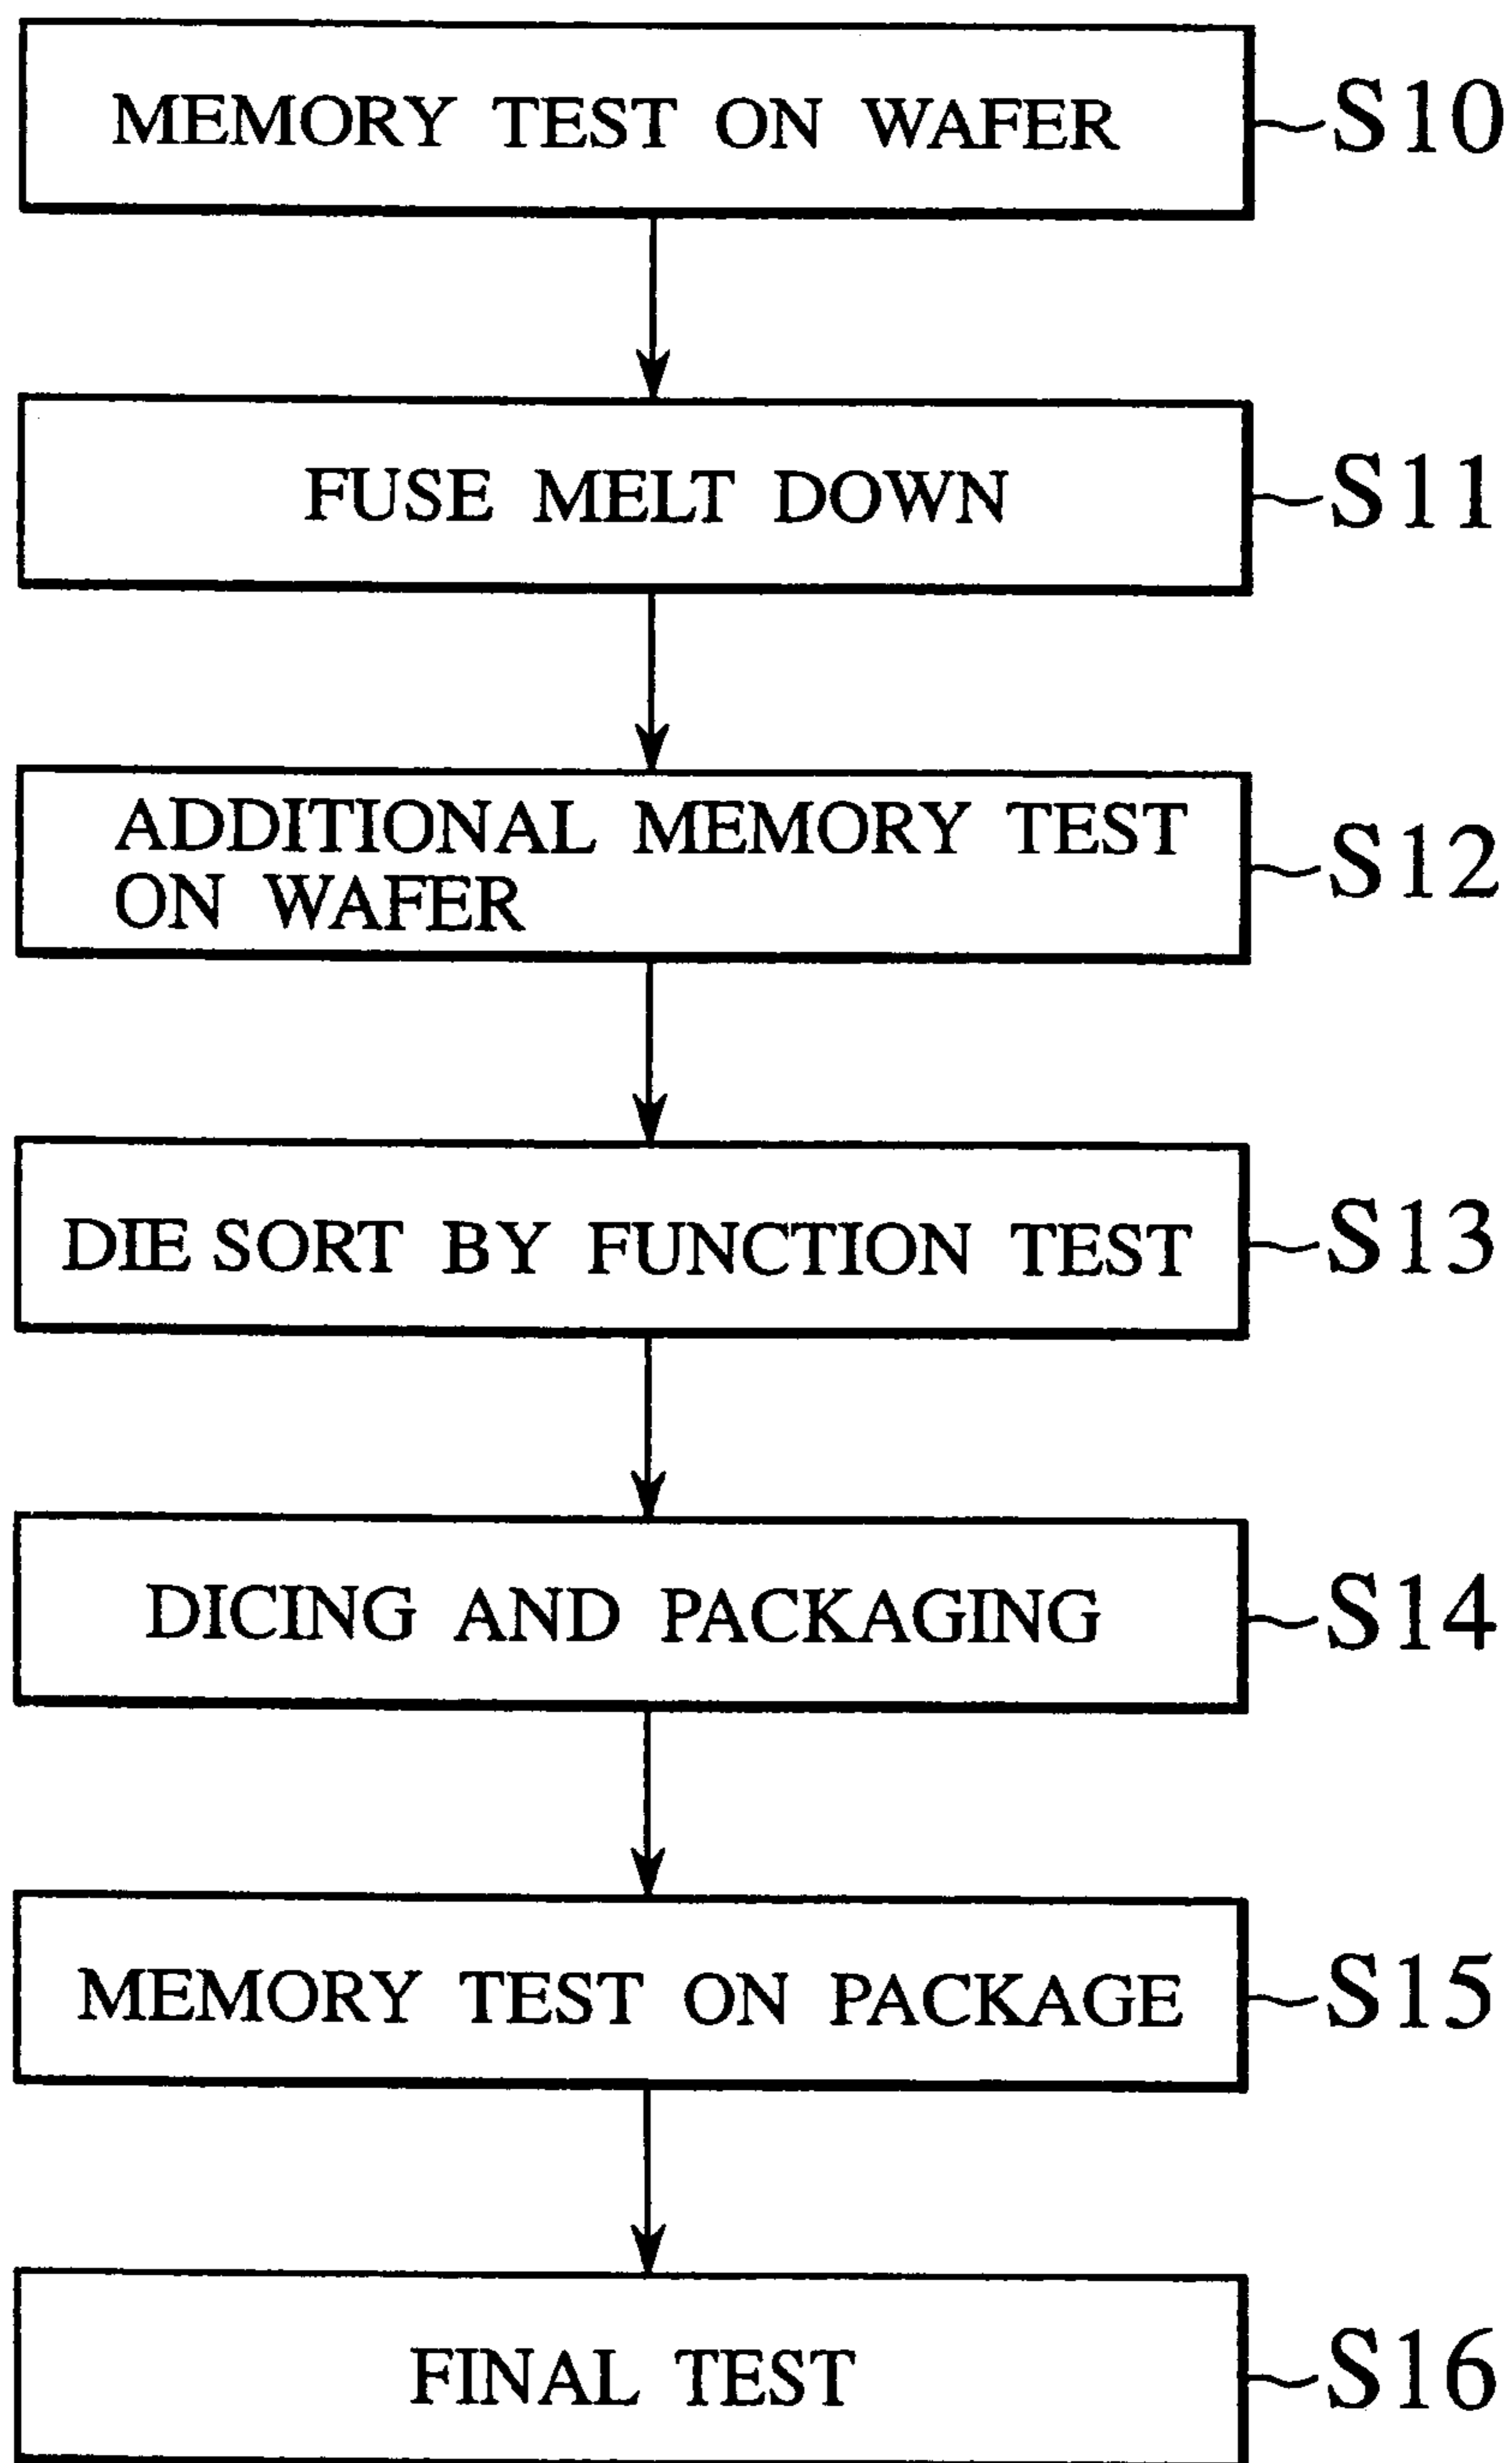 MEMORY TEST ON WAFER
S10
FUSE MELT DOWN
S11
ADDITIONAL MEMORY TEST
ON WAFER
S12
DIE SORT BY FUNCTION TEST
S13
DICING AND PACKAGING
S14
MEMORY TEST ON PACKAGE
S15
FINAL TEST
S16